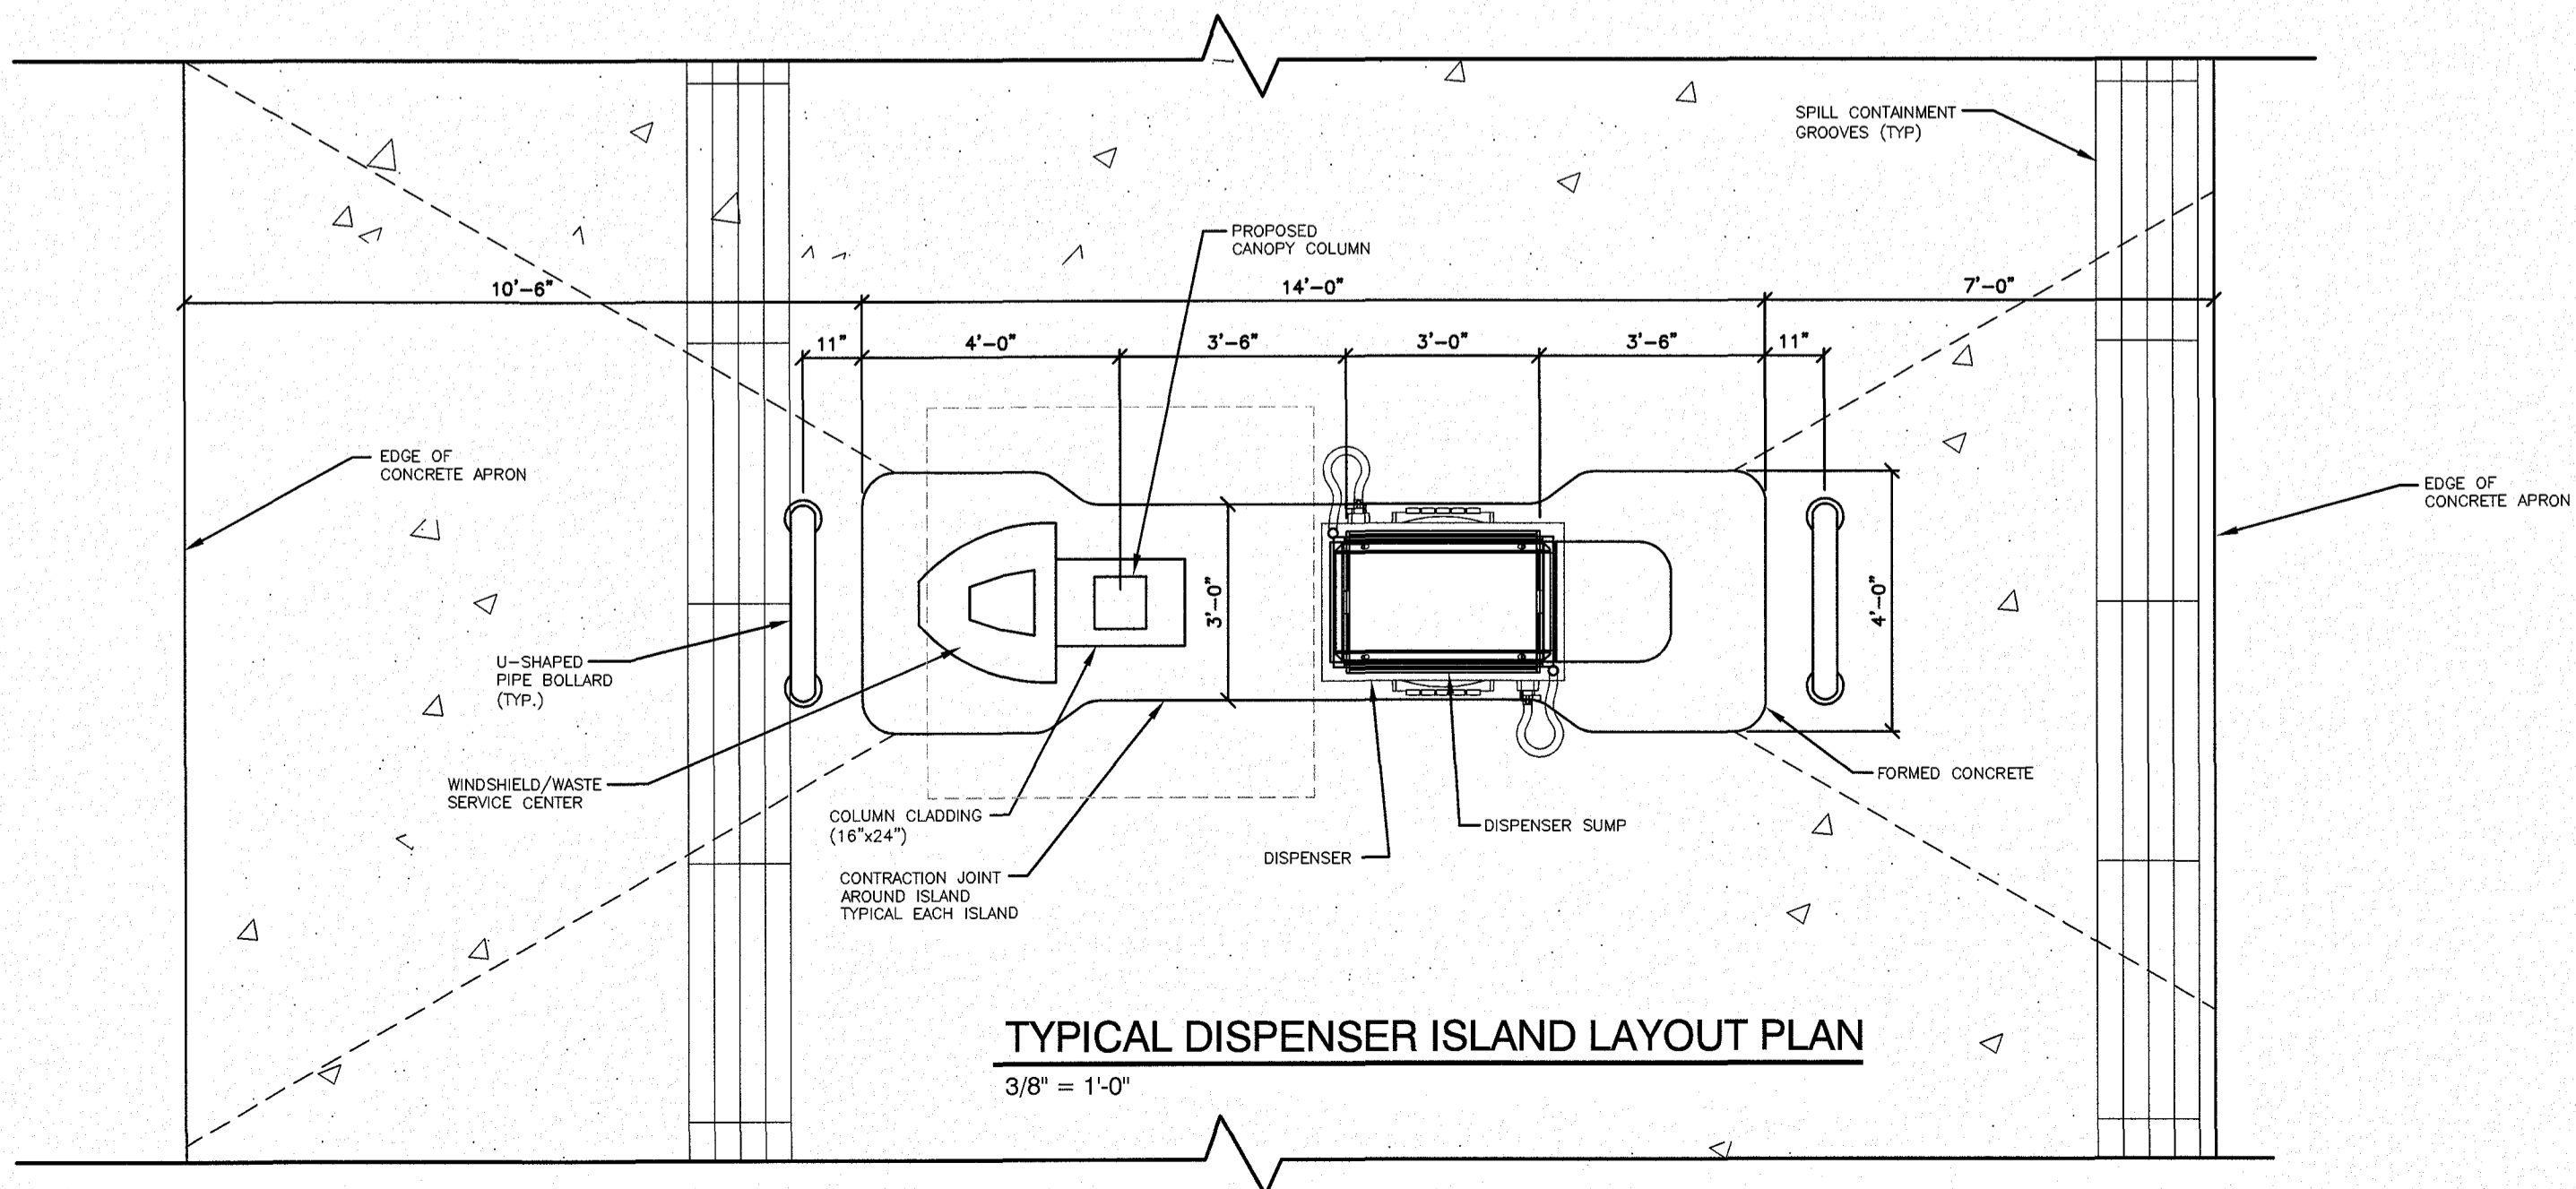 SPILL CONTAINMENT
GROOVES (TYP)
PROPOSED
CANOPY COLUMN
10'-6"
14'-0"
7'-0"
11"
4'-0"
3'-6"
3'-0"
3'-6"
11"
EDGE OF
CONCRETE APRON
EDGE OF
CONCRETE APRON
3'-0"
4'-0"
U-SHAPED
PIPE BOLLARD
(TYP.)
WINDSHIELD/WASTE
SERVICE CENTER
FORMED CONCRETE
COLUMN CLADDING
(16"x24")
DISPENSER SUMP
DISPENSER
CONTRACTION JOINT
AROUND ISLAND
TYPICAL EACH ISLAND
TYPICAL DISPENSER ISLAND LAYOUT PLAN
3/8" = 1'-0"